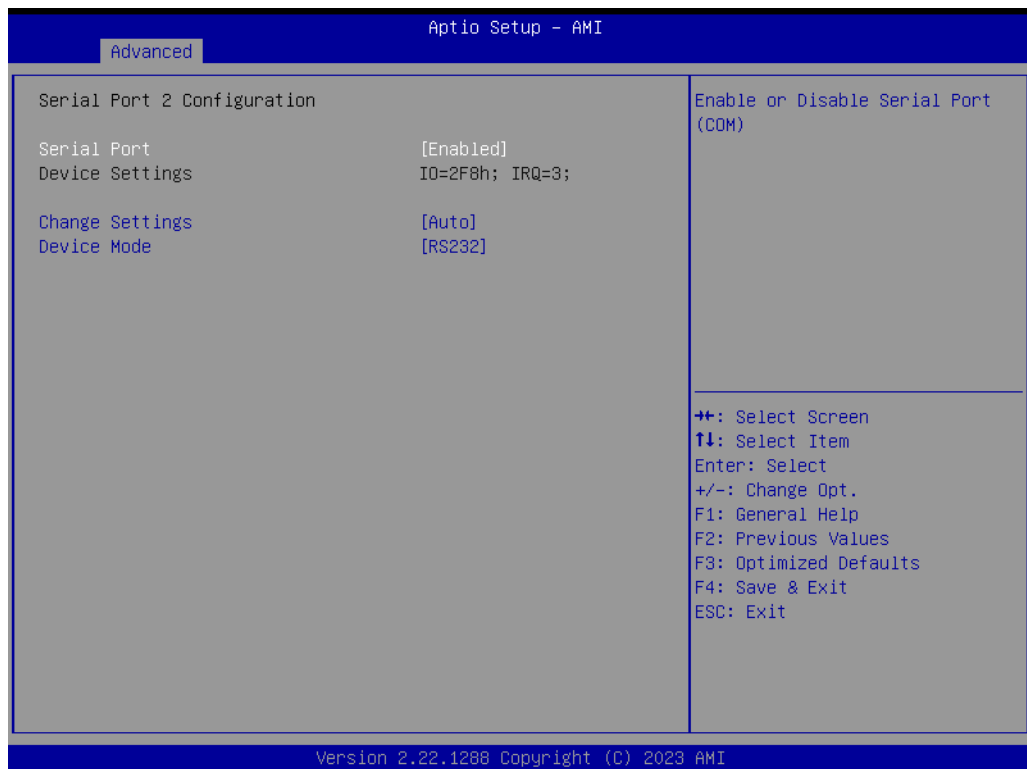 Aptio Setup – AMI
Advanced
Serial Port 2 Configuration
Serial Port [Enabled]
Device Settings IO=2F8h; IRQ=3;
Change Settings [Auto]
Device Mode [RS232]
Enable or Disable Serial Port
(COM)
→←: Select Screen
↑↓: Select Item
Enter: Select
+/-: Change Opt.
F1: General Help
F2: Previous Values
F3: Optimized Defaults
F4: Save & Exit
ESC: Exit
Version 2.22.1288 Copyright (C) 2023 AMI